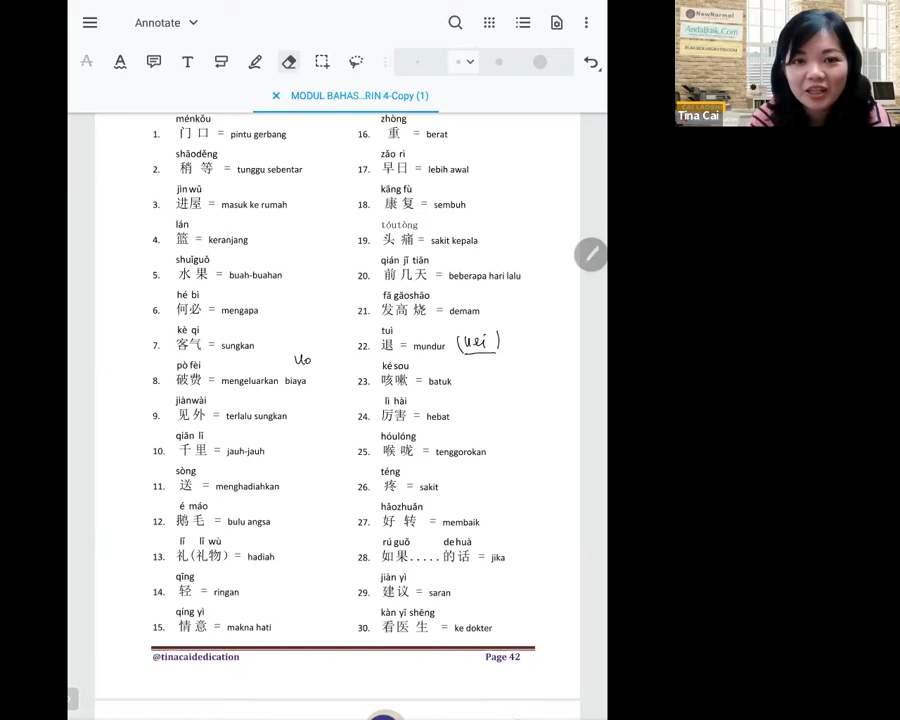 Annotate
MODUL BAHAS...RIN 4-Copy (1)
NewNormal
AndaBaik.Com
Tina Cai
ménkǒu
1. 门口 = pintu gerbang
shāoděng
2. 稍等 = tunggu sebentar
jìn wū
3. 进屋 = masuk ke rumah
lán
4. 篮 = keranjang
shuǐguǒ
5. 水果 = buah-buahan
hé bì
6. 何必 = mengapa
kè qi
7. 客气 = sungkan
pò fèi
8. 破费 = mengeluarkan biaya
jiànwài
9. 见外 = terlalu sungkan
qiān lǐ
10. 千里 = jauh-jauh
sòng
11. 送 = menghadiahkan
é máo
12. 鹅毛 = bulu angsa
lǐ lǐ wù
13. 礼(礼物) = hadiah
qīng
14. 轻 = ringan
qíng yì
15. 情意 = makna hati
zhòng
16. 重 = berat
zǎo rì
17. 早日 = lebih awal
kāng fù
18. 康复 = sembuh
tóutòng
19. 头痛 = sakit kepala
qián jǐ tiān
20. 前几天 = beberapa hari lalu
fā gāoshāo
21. 发高烧 = demam
tuì
22. 退 = mundur (uei)
ké sou
23. 咳嗽 = batuk
lì hài
24. 厉害 = hebat
hóulóng
25. 喉咙 = tenggorokan
téng
26. 疼 = sakit
hǎozhuǎn
27. 好转 = membaik
rú guǒ de huà
28. 如果.....的话 = jika
jiàn yì
29. 建议 = saran
kàn yī shēng
30. 看医生 = ke dokter
@tinacaidedication Page 42